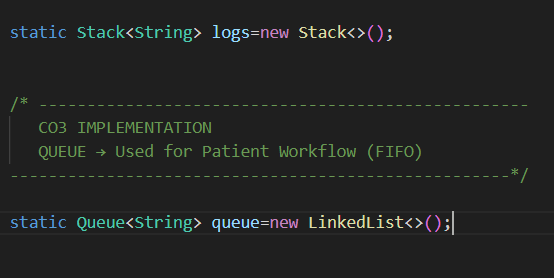 static Stack<String> logs=new Stack<>();
/* ---------------------------------------------------
CO3 IMPLEMENTATION
QUEUE → Used for Patient Workflow (FIFO)
----------------------------------------------------*/
static Queue<String> queue=new LinkedList<>();